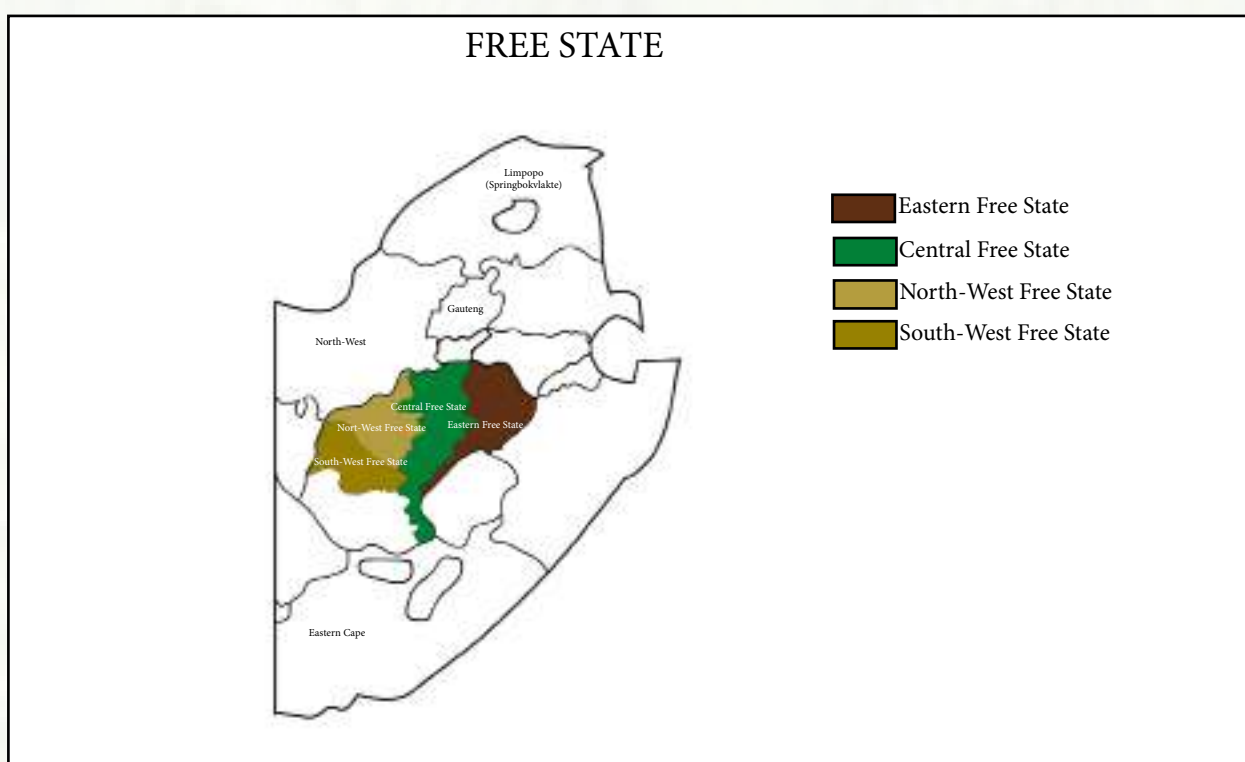 FREE STATE
Limpopo
(Springbokvlakte)
Gauteng
North-West
Central Free State
Nort-West Free State
Eastern Free State
South-West Free State
Eastern Cape
Eastern Free State
Central Free State
North-West Free State
South-West Free State